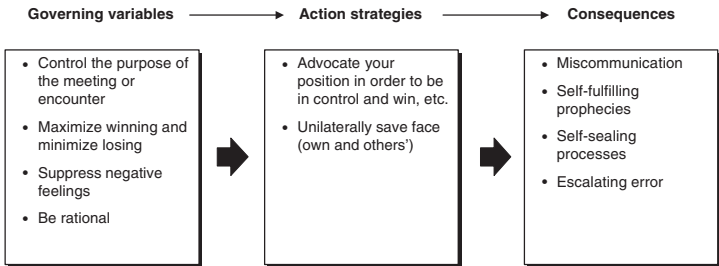 Governing variables
Action strategies
Consequences
• Control the purpose of
the meeting or
encounter
• Maximize winning and
minimize losing
• Suppress negative
feelings
• Be rational
• Advocate your
position in order to be
in control and win, etc.
• Unilaterally save face
(own and others’)
• Miscommunication
• Self-fulfilling
prophecies
• Self-sealing
processes
• Escalating error